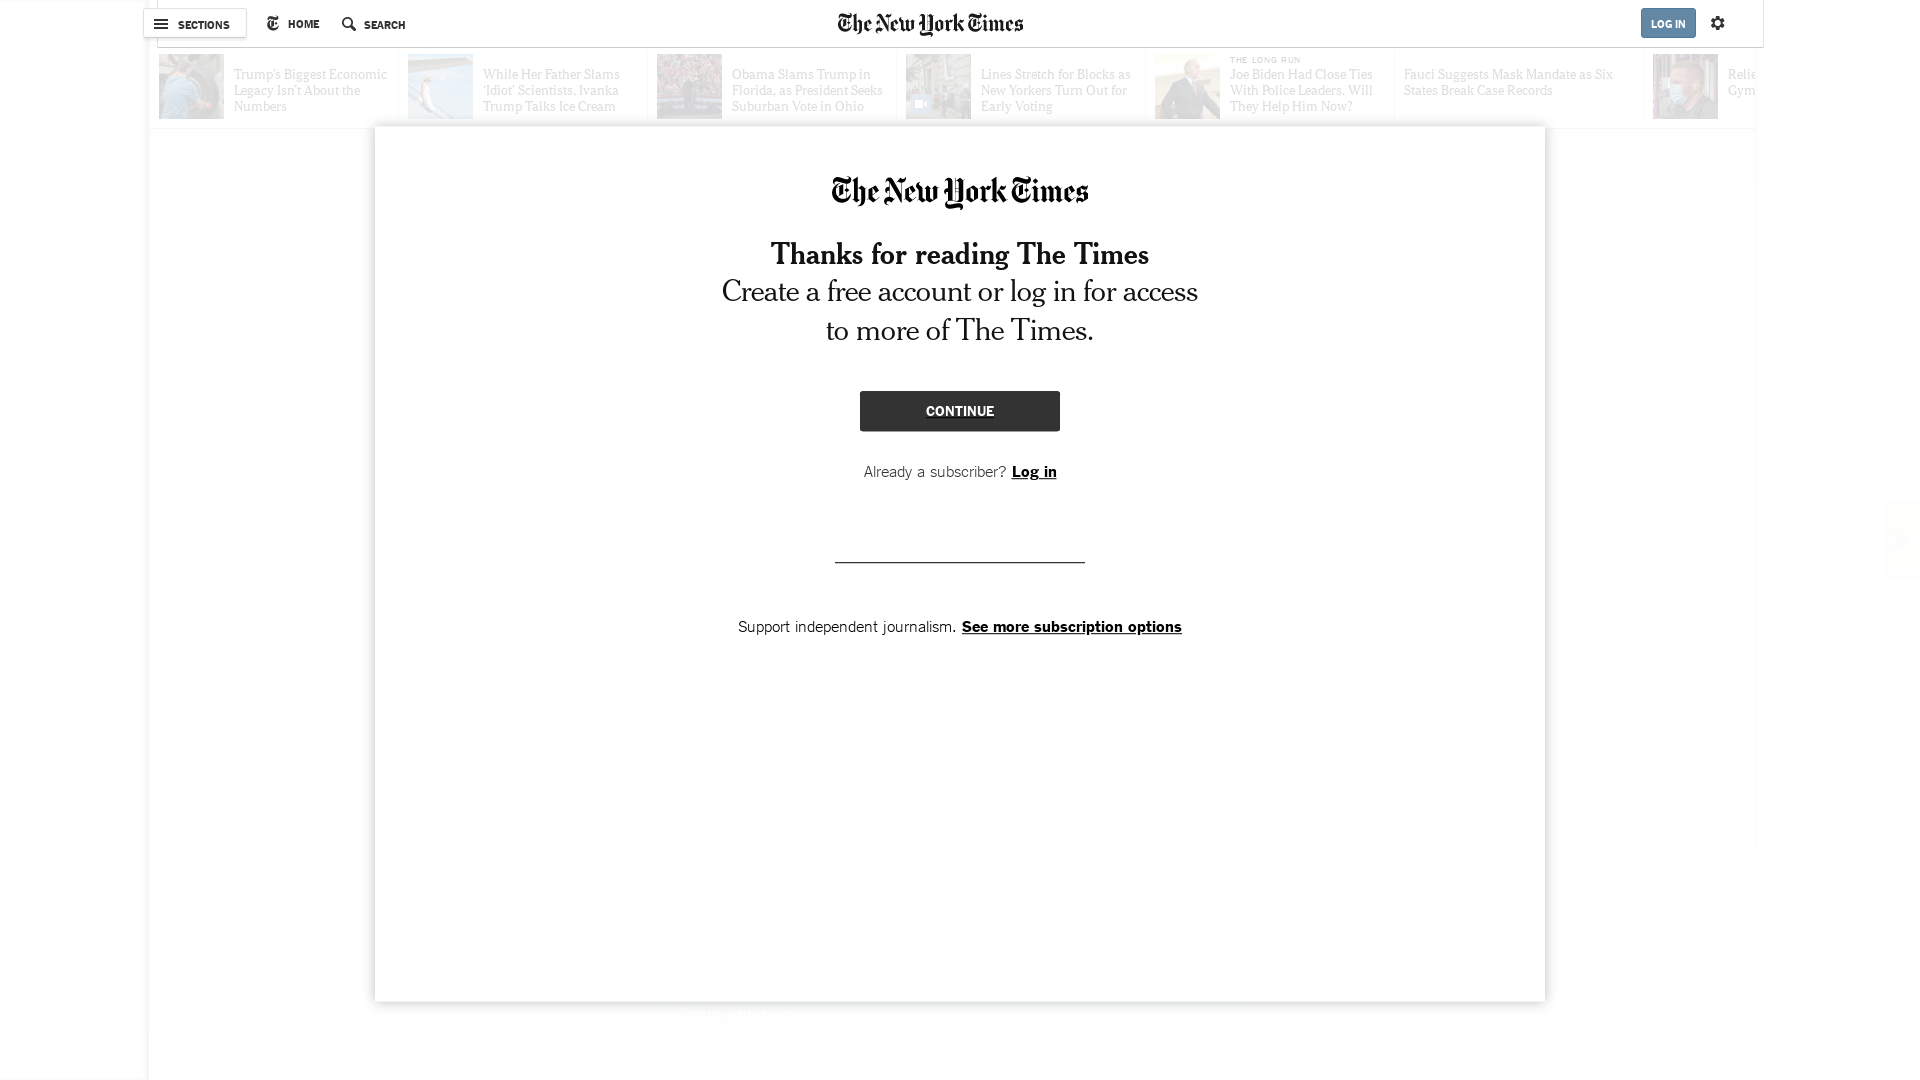 SECTIONS
HOME
SEARCH
The New York Times
LOG IN
Trump's Biggest Economic
Legacy Isn't About the
Numbers
While Her Father Slams
'Idiot' Scientists, Ivanka
Trump Talks Ice Cream
Obama Slams Trump in
Florida, as President Seeks
Suburban Vote in Ohio
Lines Stretch for Blocks as
New Yorkers Turn Out for
Early Voting
THE LONG RUN
Joe Biden Had Close Ties
With Police Leaders. Will
They Help Him Now?
Fauci Suggests Mask Mandate as Six
States Break Case Records
Relie
Gym
The New York Times
Thanks for reading The Times
Create a free account or log in for access
to more of The Times.
CONTINUE
Already a subscriber? Log in
Support independent journalism. See more subscription options